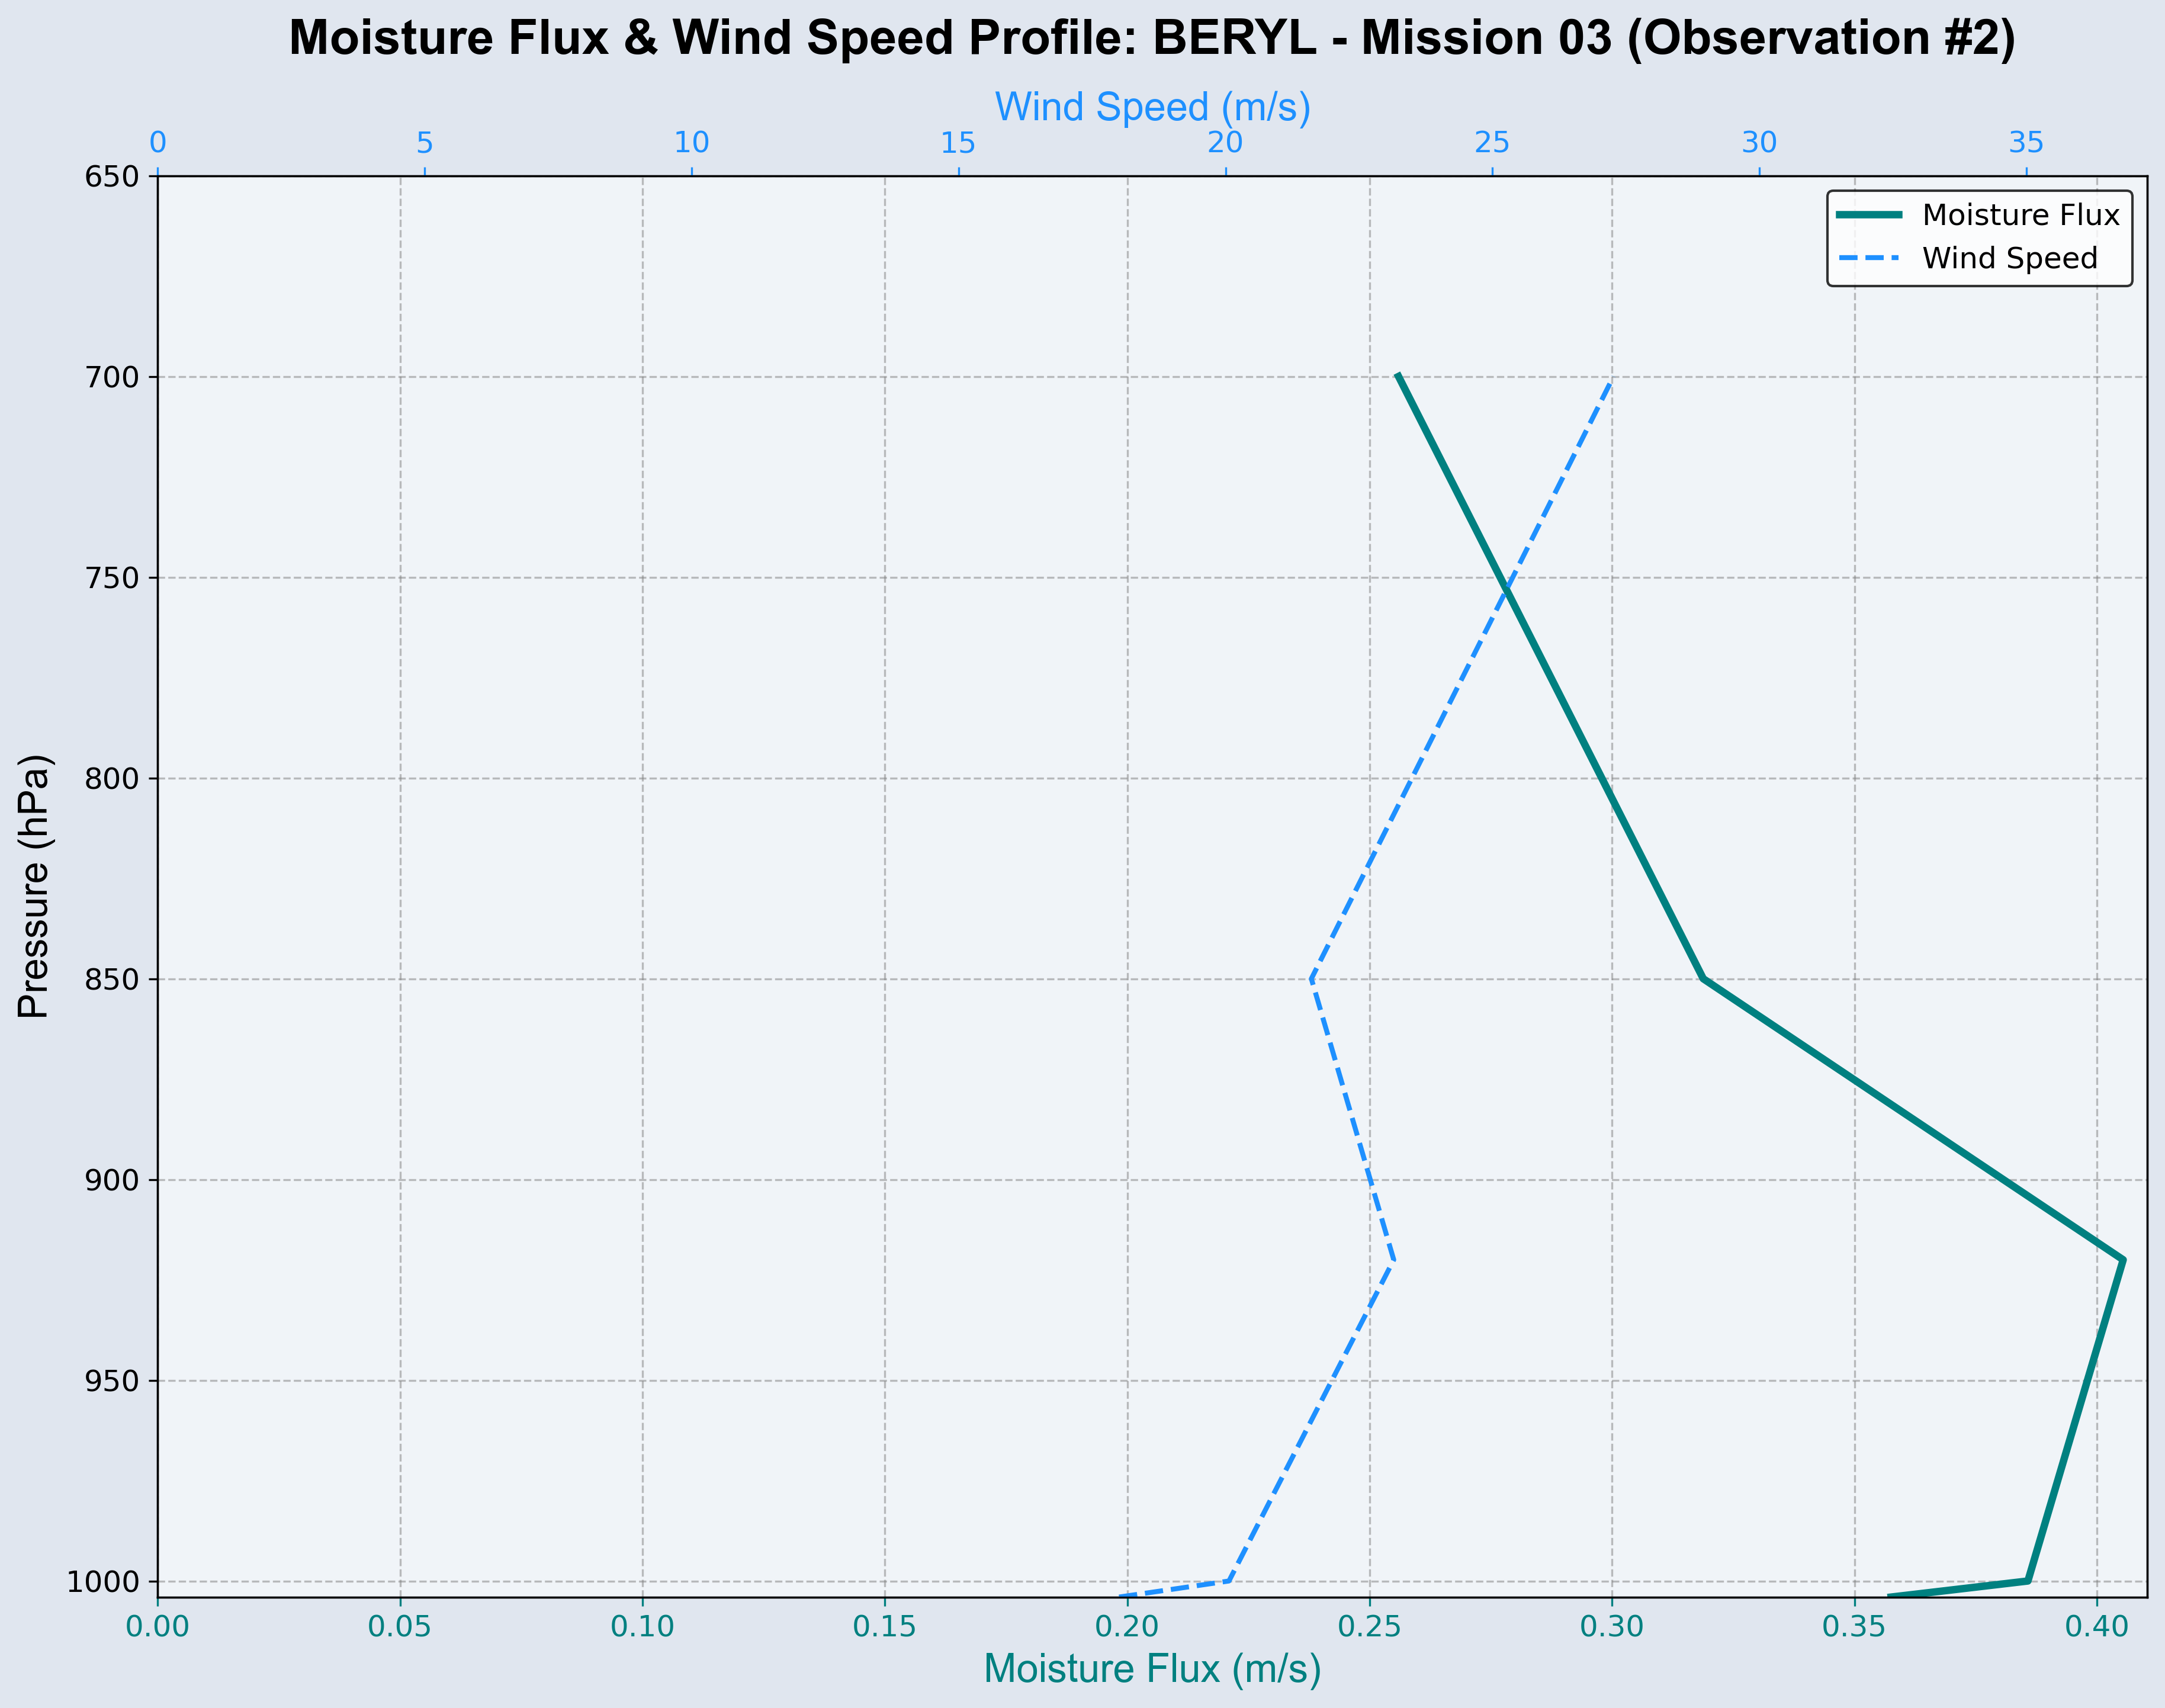 Moisture Flux & Wind Speed Profile: BERYL - Mission 03 (Observation #2)
Wind Speed (m/s)
0 5 10 15 20 25 30 35
Moisture Flux
Wind Speed
Pressure (hPa)
650
700
750
800
850
900
950
1000
0.00 0.05 0.10 0.15 0.20 0.25 0.30 0.35 0.40
Moisture Flux (m/s)